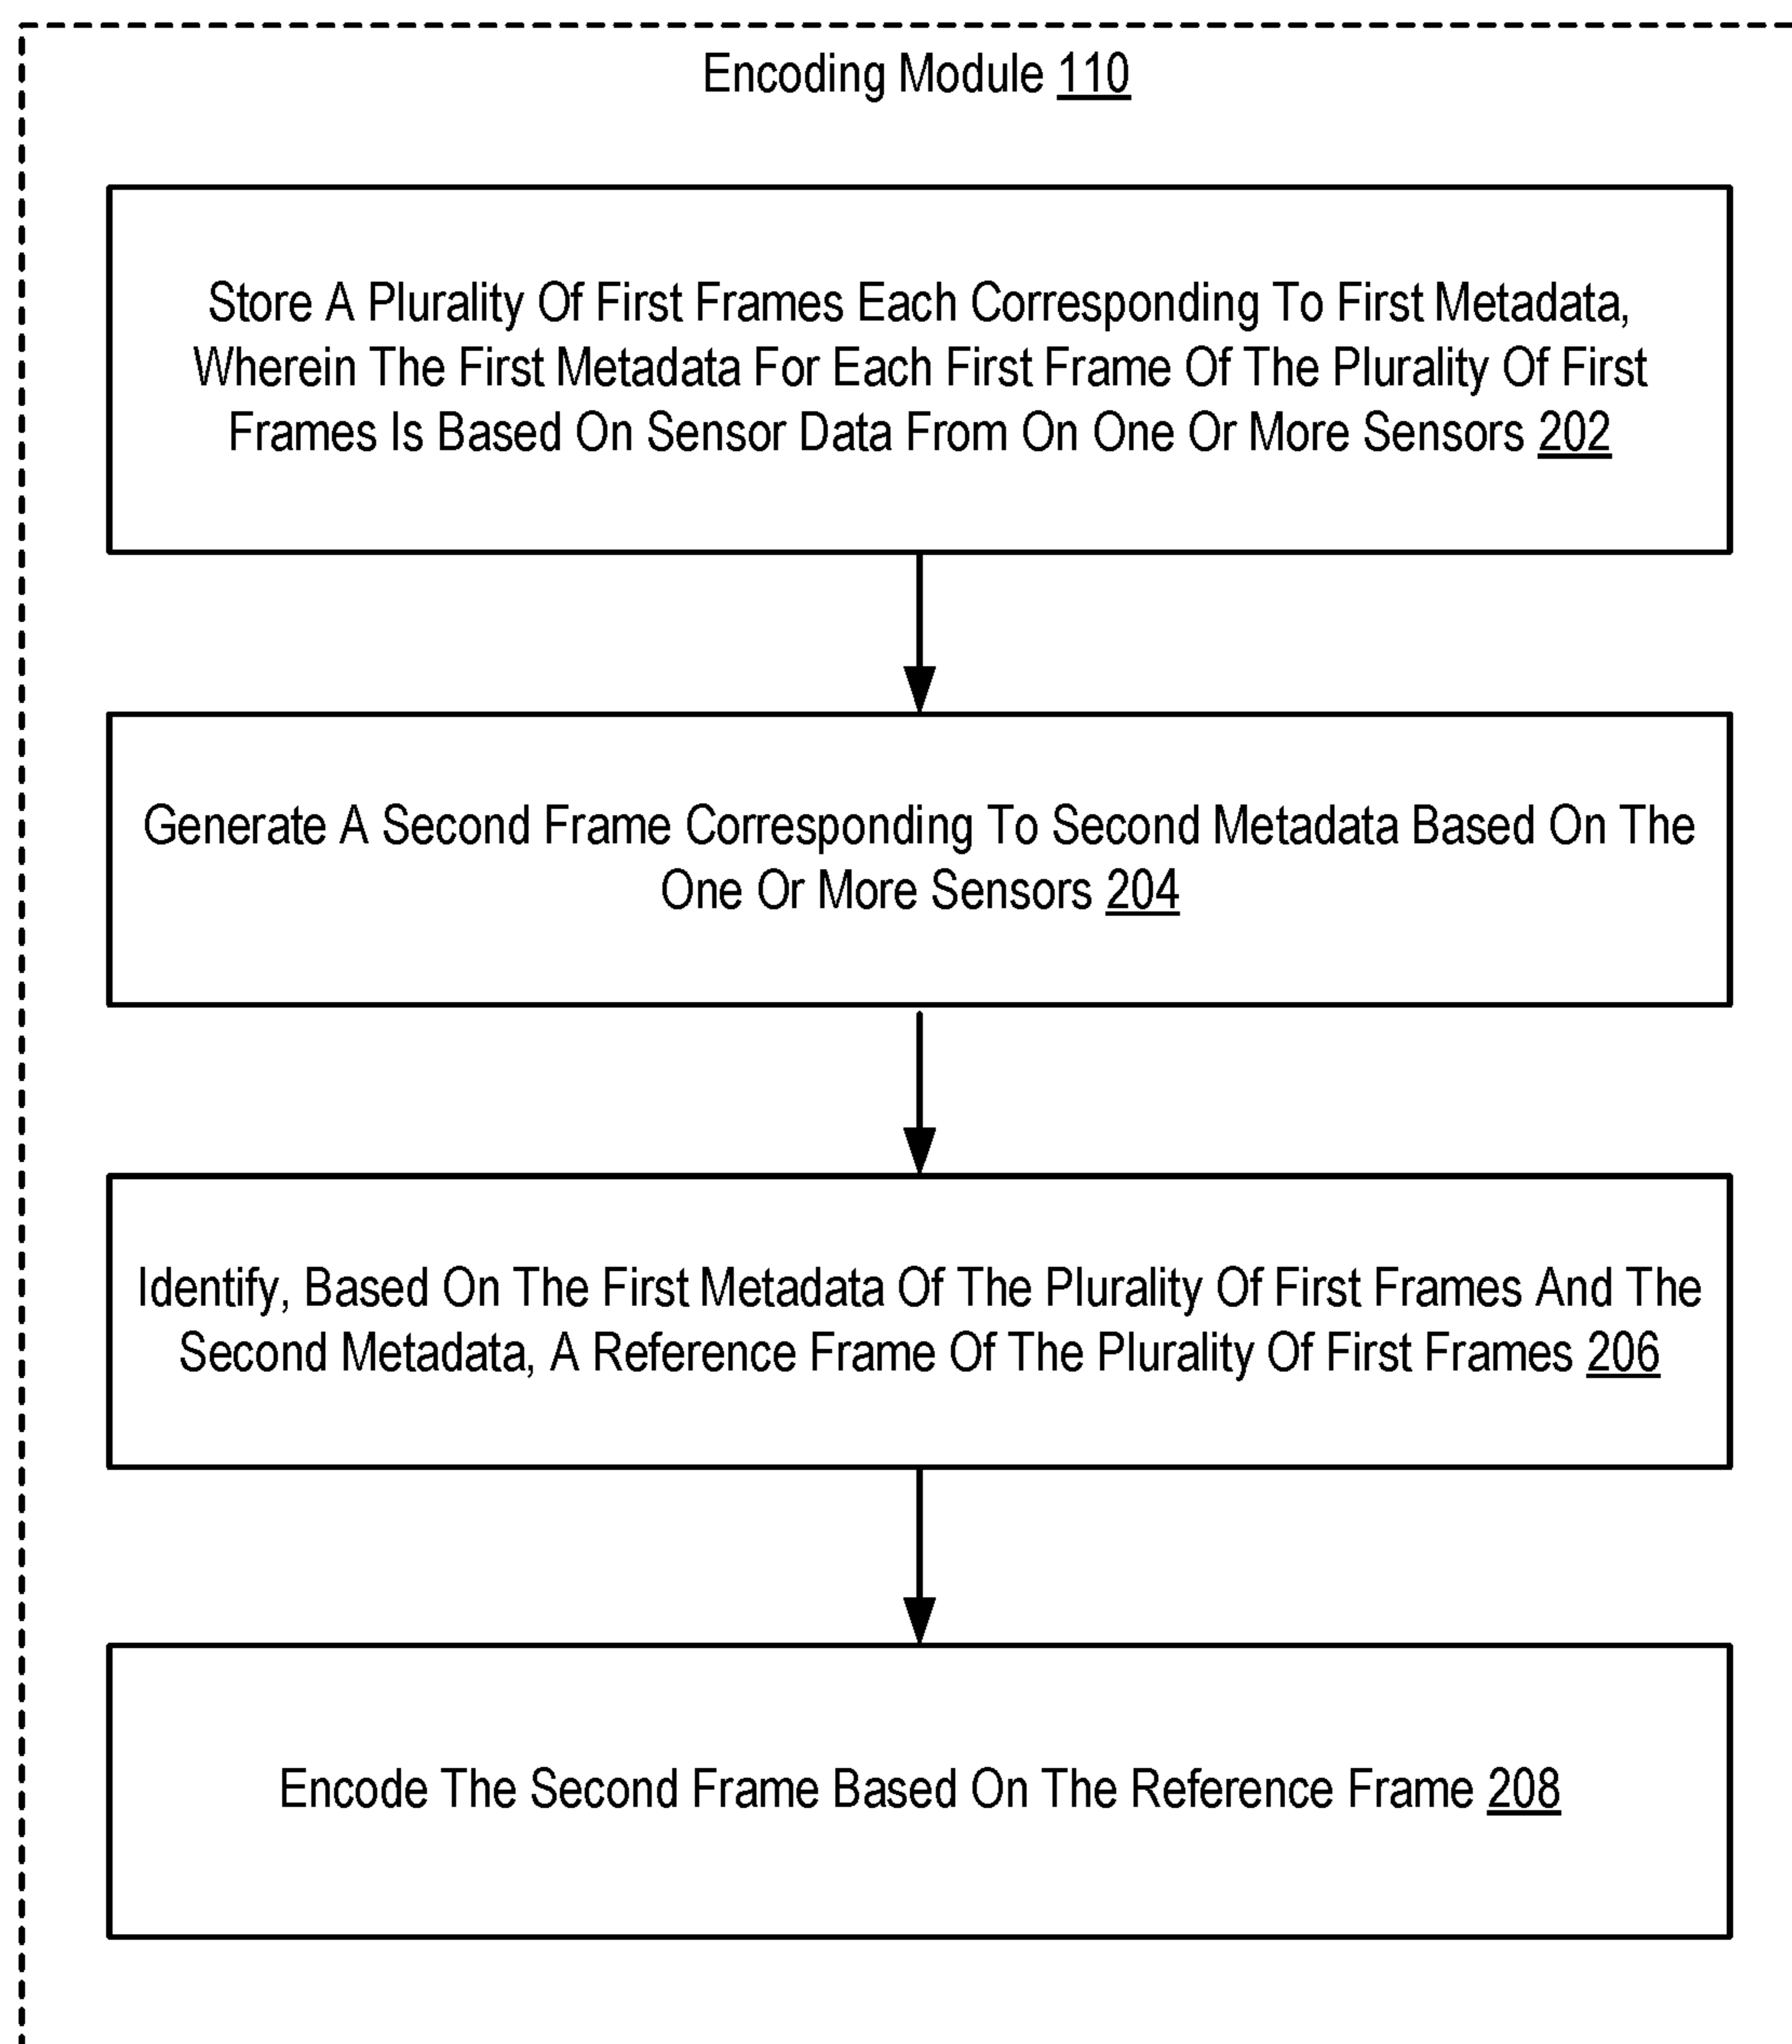 Encoding Module 110
Store A Plurality Of First Frames Each Corresponding To First Metadata,
Wherein The First Metadata For Each First Frame Of The Plurality Of First
Frames Is Based On Sensor Data From On One Or More Sensors 202
Generate A Second Frame Corresponding To Second Metadata Based On The
One Or More Sensors 204
Identify, Based On The First Metadata Of The Plurality Of First Frames And The
Second Metadata, A Reference Frame Of The Plurality Of First Frames 206
Encode The Second Frame Based On The Reference Frame 208